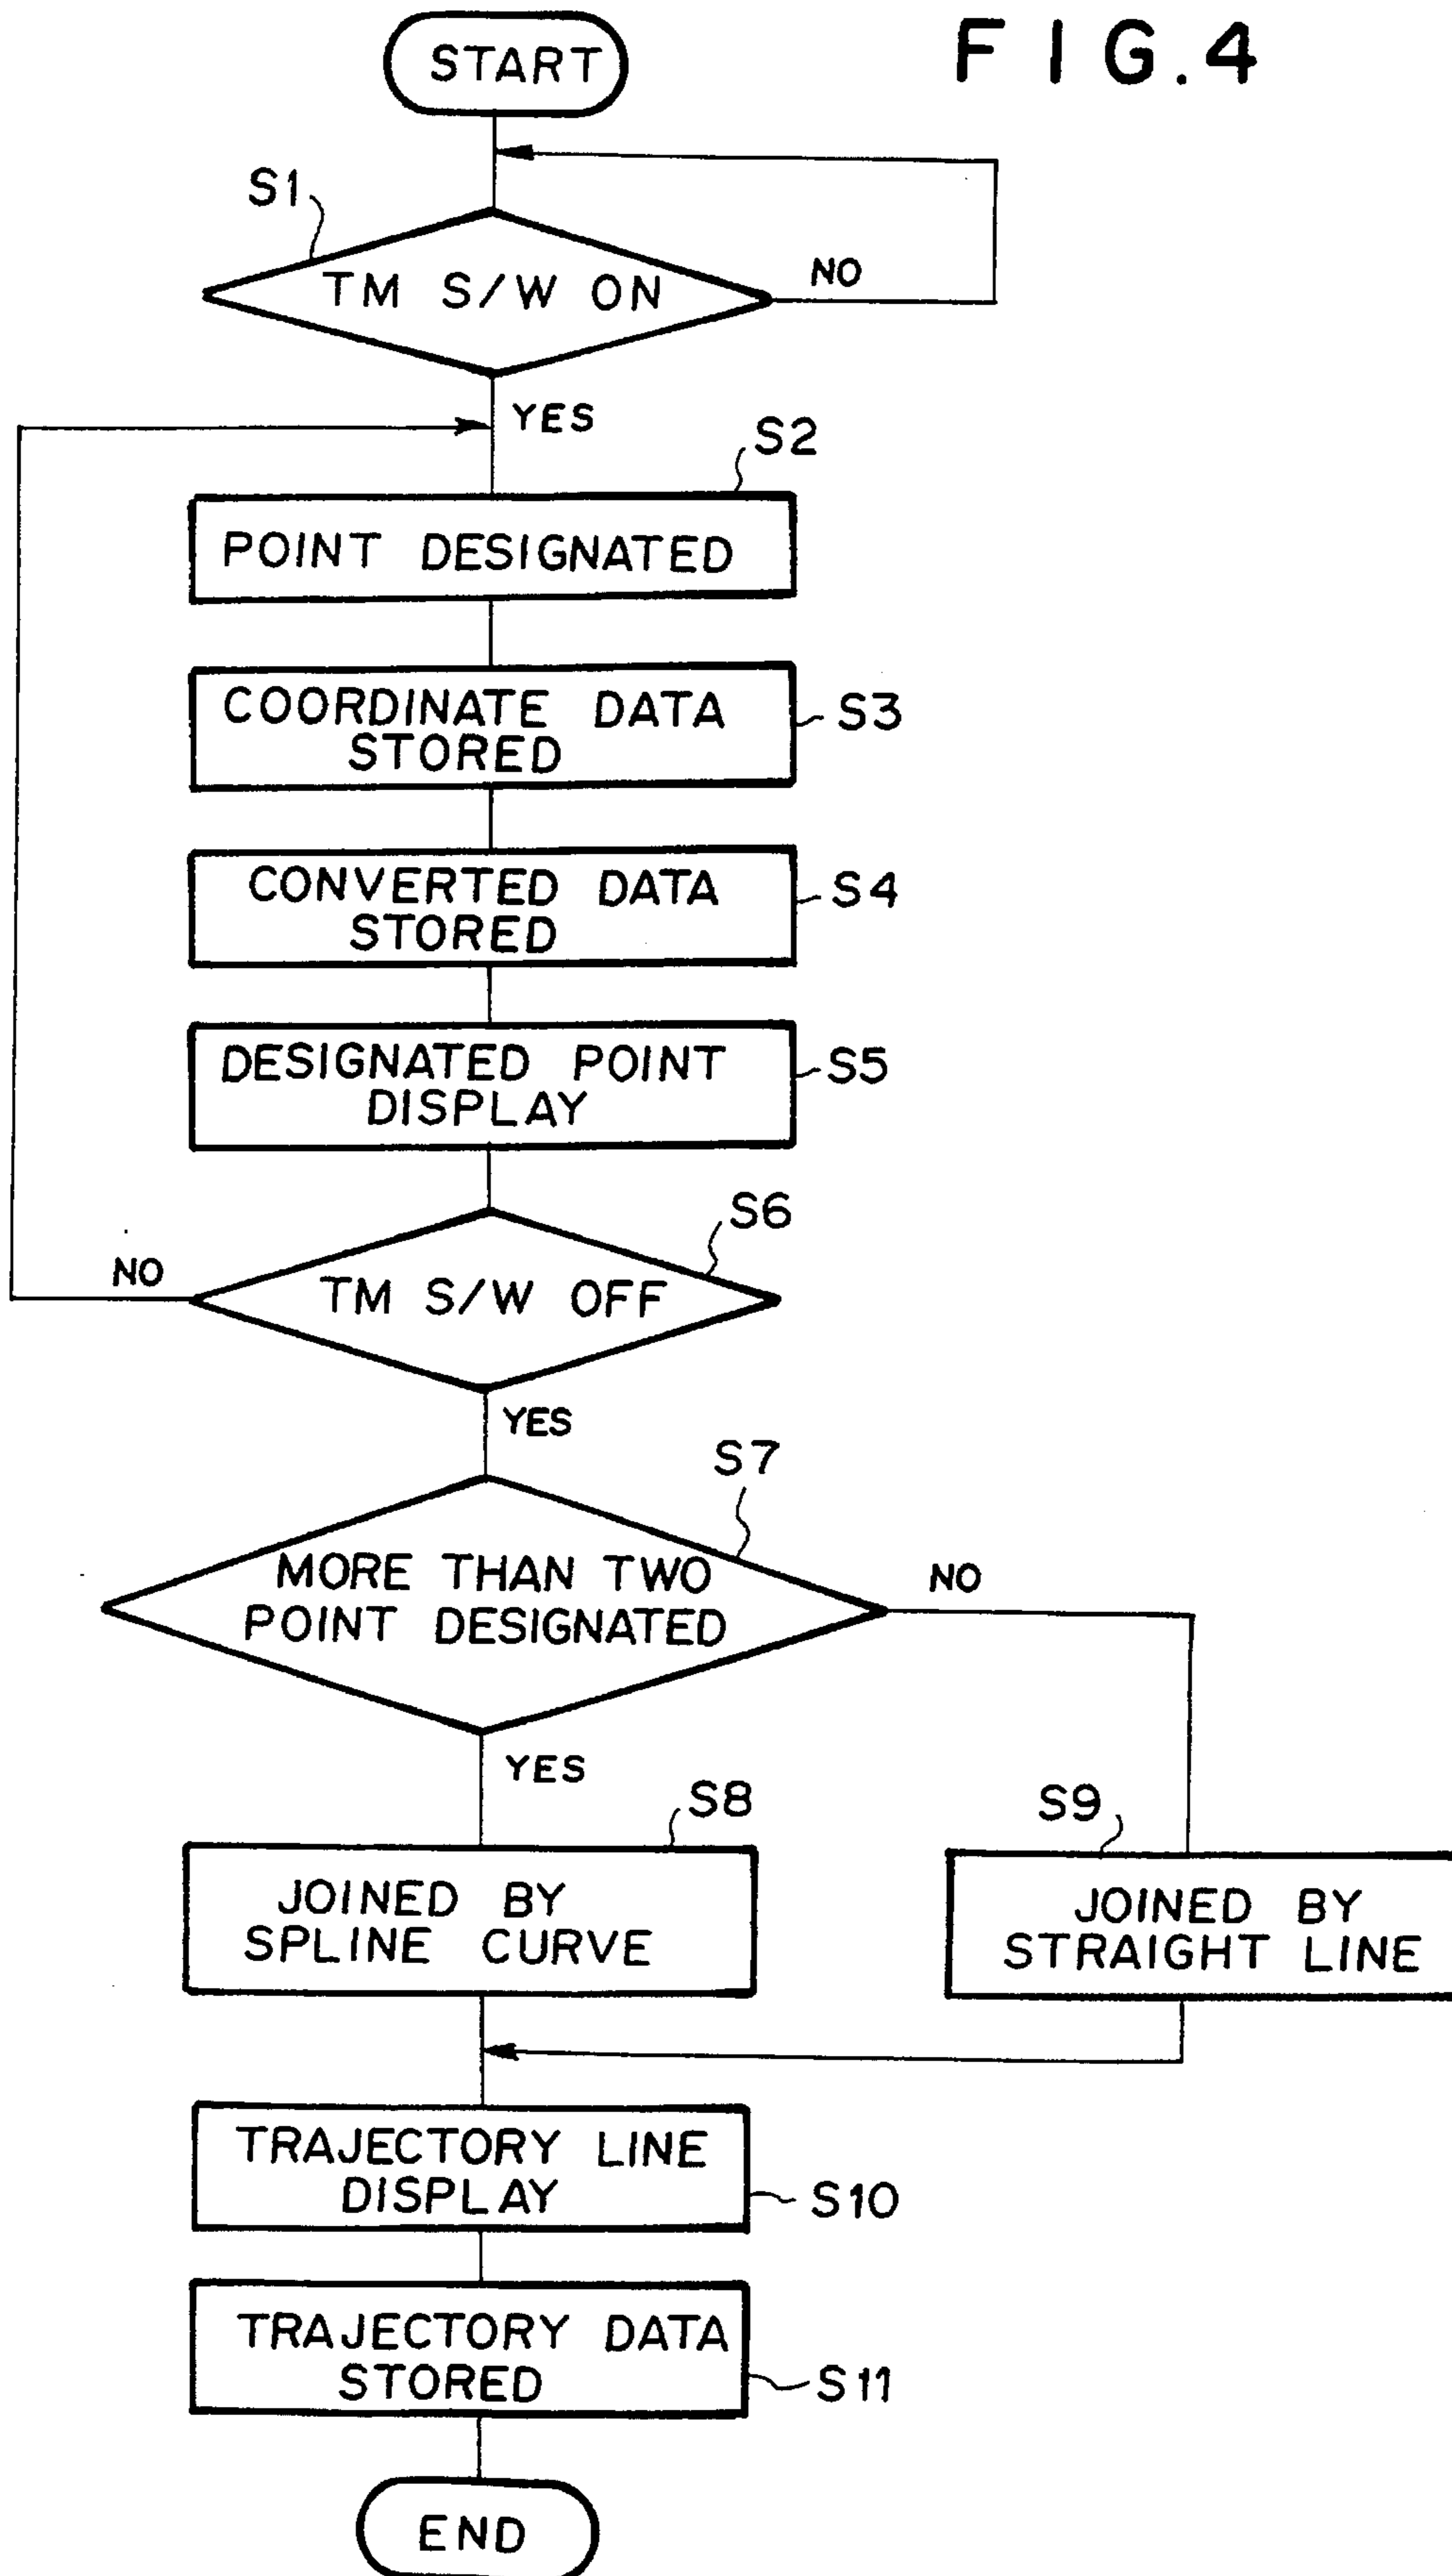 FIG.4
START
S1
TM S/W ON
NO
YES
S2
POINT DESIGNATED
COORDINATE DATA
STORED
S3
CONVERTED DATA
STORED
S4
DESIGNATED POINT
DISPLAY
S5
S6
TM S/W OFF
NO
YES
S7
MORE THAN TWO
POINT DESIGNATED
NO
YES
S8
JOINED BY
SPLINE CURVE
S9
JOINED BY
STRAIGHT LINE
TRAJECTORY LINE
DISPLAY
S10
TRAJECTORY DATA
STORED
S11
END